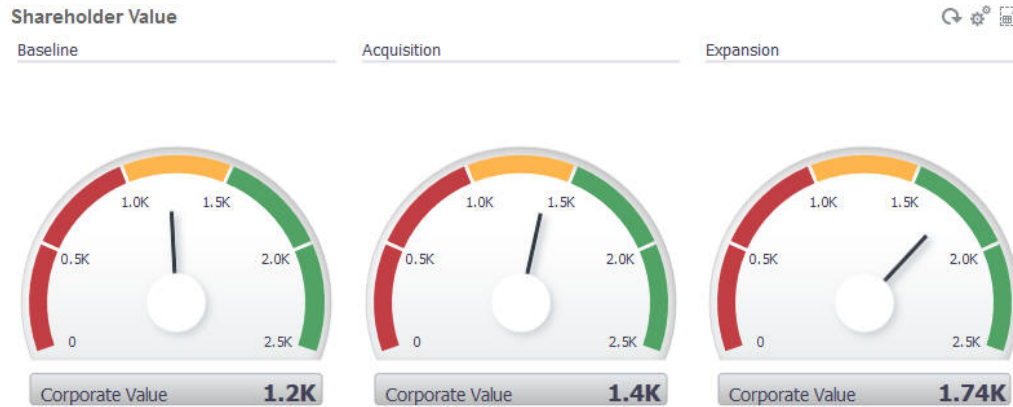 Shareholder Value
Baseline
Acquisition
Expansion
1.0K 1.5K
0.5K 2.0K
0 2.5K
Corporate Value 1.2K
1.0K 1.5K
0.5K 2.0K
0 2.5K
Corporate Value 1.4K
1.0K 1.5K
0.5K 2.0K
0 2.5K
Corporate Value 1.74K